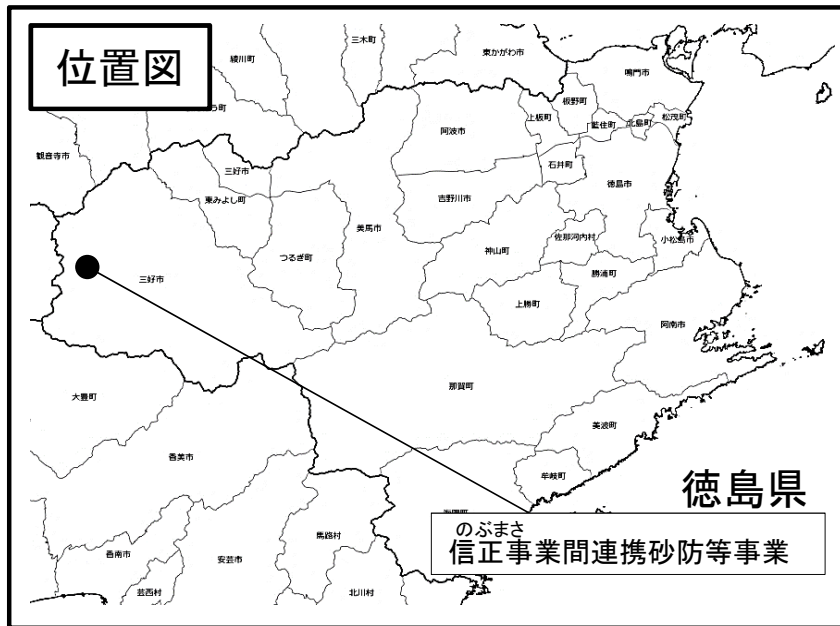 位置図
三木町
綾川町
東かがわ市
鳴門市
う町
板野町
上板町
松茂町
藍住町
北島町
阿波市
観音寺市
三好市
石井町
徳島市
東みよし町
吉野川市
美馬市
佐那河内村
小松島市
神山町
つるぎ町
勝浦町
三好市
上勝町
阿南市
那賀町
大豊町
美波町
香美市
牟岐町
徳島県
馬路村
のぶまさ
信正事業間連携砂防等事業
香南市
安芸市
芸西村
北川村